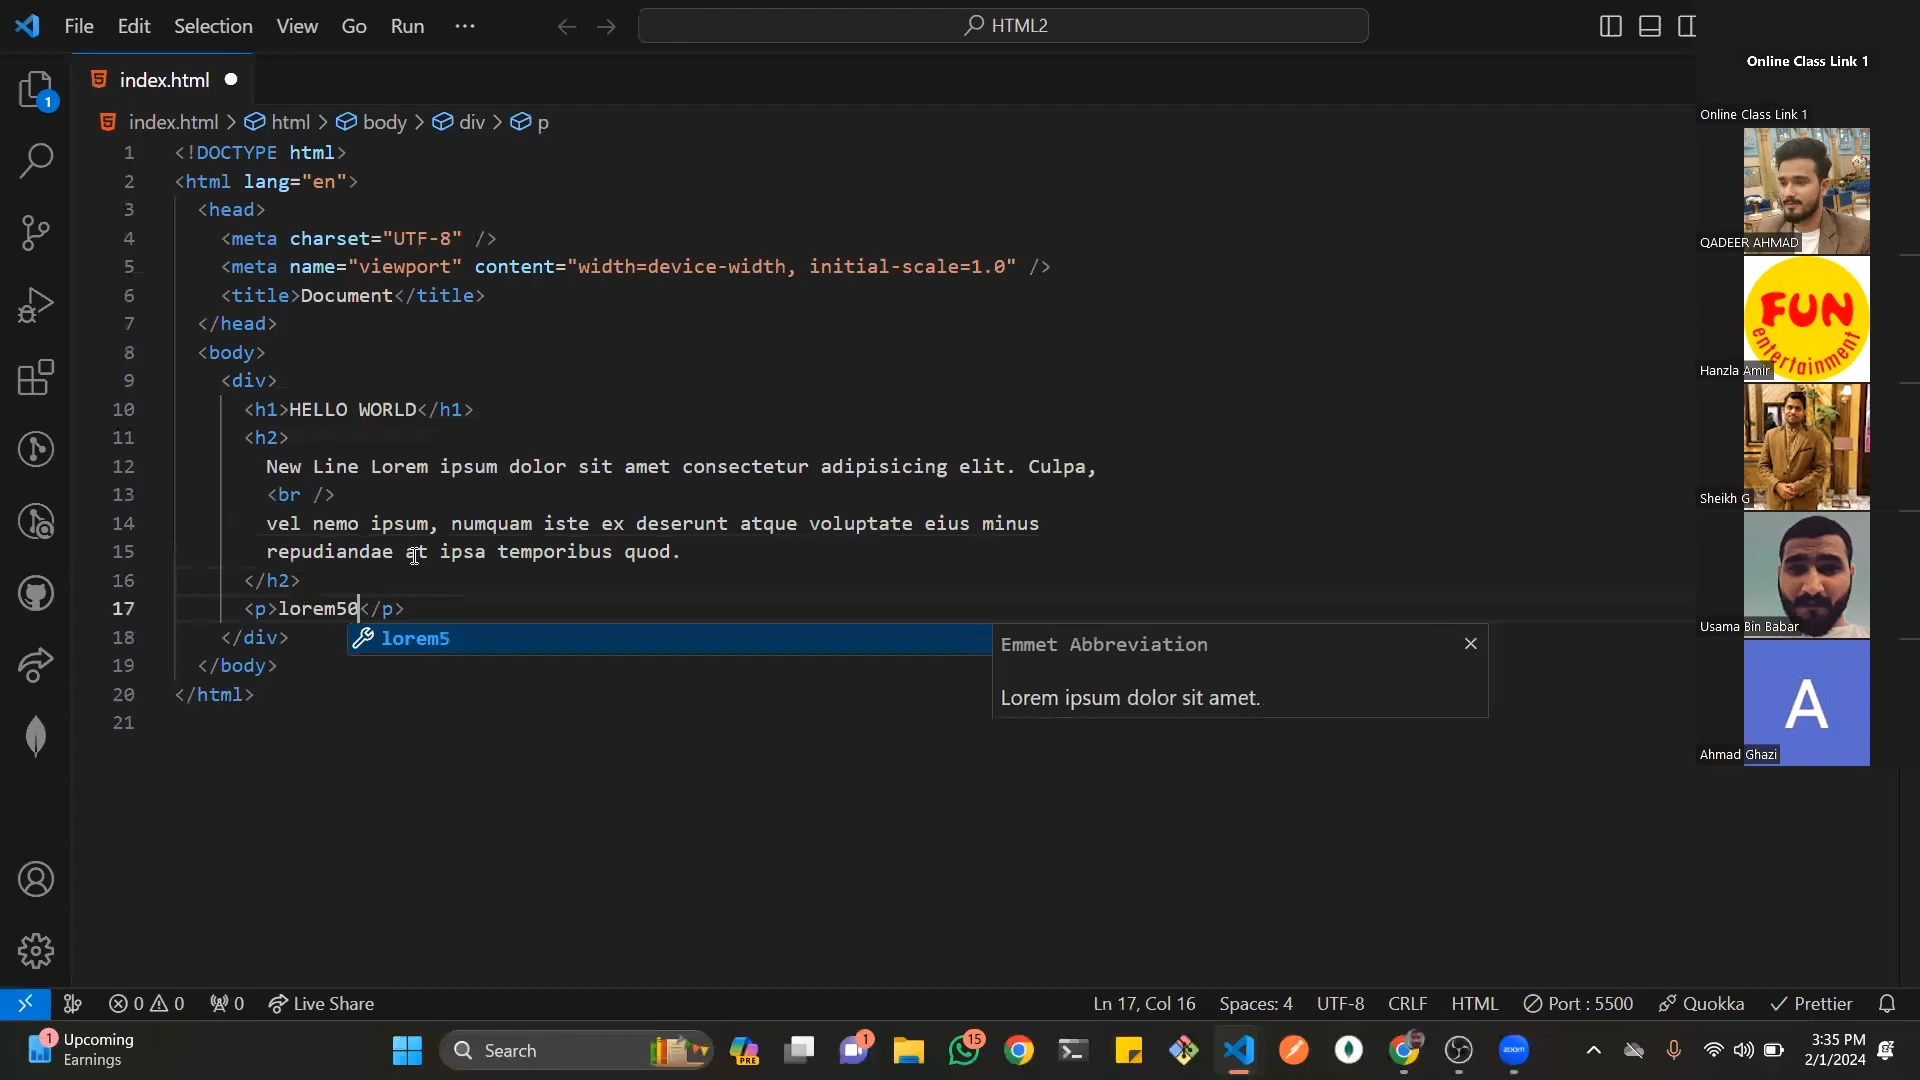 File Edit Selection View Go Run ···
HTML2
Online Class Link 1
index.html
index.html > html > body > div > p
1 <!DOCTYPE html>
2 <html lang="en">
3 <head>
4 <meta charset="UTF-8" />
5 <meta name="viewport" content="width=device-width, initial-scale=1.0" />
6 <title>Document</title>
7 </head>
8 <body>
9 <div>
10 <h1>HELLO WORLD</h1>
11 <h2>
12 New Line Lorem ipsum dolor sit amet consectetur adipisicing elit. Culpa,
13 <br />
14 vel nemo ipsum, numquam iste ex deserunt atque voluptate eius minus
15 repudiandae at ipsa temporibus quod.
16 </h2>
17 <p>lorem50</p>
18 </div>
19 </body>
20 </html>
21
lorem5
Emmet Abbreviation
Lorem ipsum dolor sit amet.
1
Online Class Link 1
QADEER AHMAD
FUN
entertainment
Hanzla Amir
Sheikh G
Usama Bin Babar
A
Ahmad Ghazi
0 0 0 Live Share
Ln 17, Col 16 Spaces: 4 UTF-8 CRLF HTML Port : 5500 Quokka Prettier
1
Upcoming
Earnings
Search
PRE
1
15
zoom
3:35 PM
2/1/2024